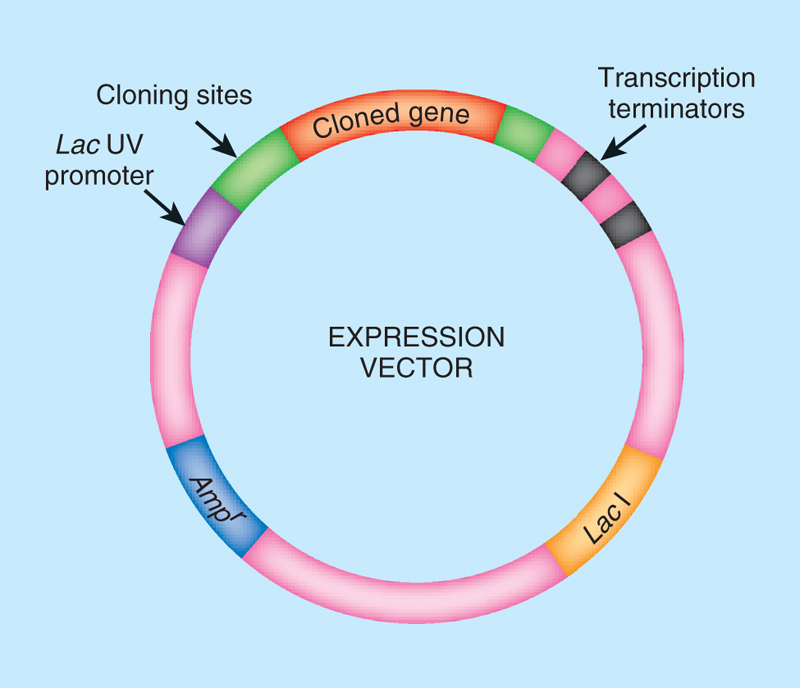 Cloning sites
Lac UV
promoter
Cloned gene
Transcription
terminators
EXPRESSION
VECTOR
Ampr
Lac I